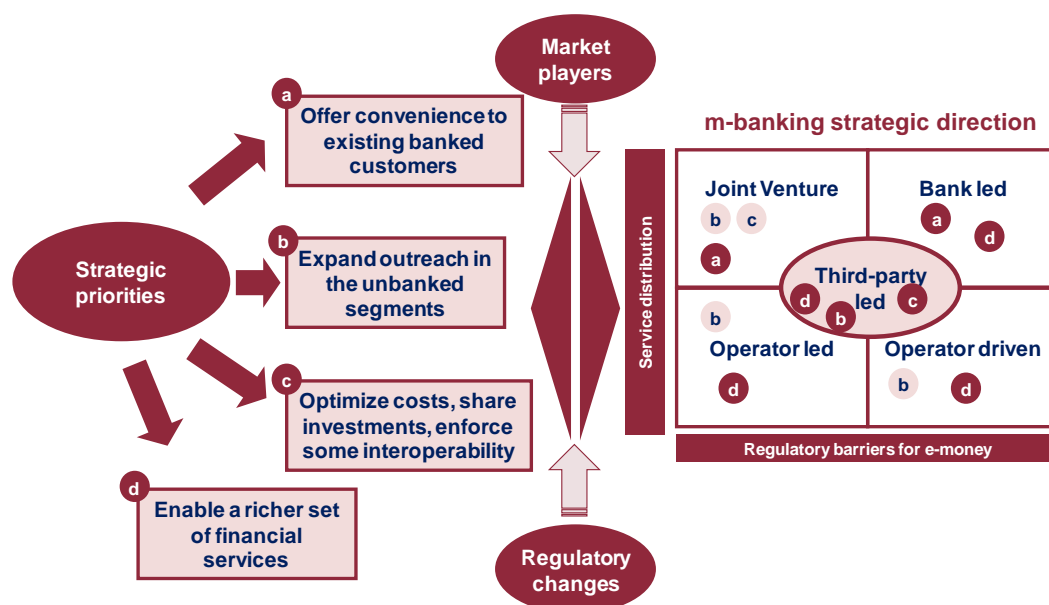 Market
players
a
Offer convenience to
existing banked
customers
m-banking strategic direction
Strategic
priorities
b
Expand outreach in
the unbanked
segments
c
Optimize costs, share
investments, enforce
some interoperability
d
Enable a richer set
of financial
services
Regulatory
changes
Service distribution
Joint Venture
b c
a
Bank led
a
d
Third-party
led
d
b
c
b
Operator led
d
Operator driven
b
d
Regulatory barriers for e-money